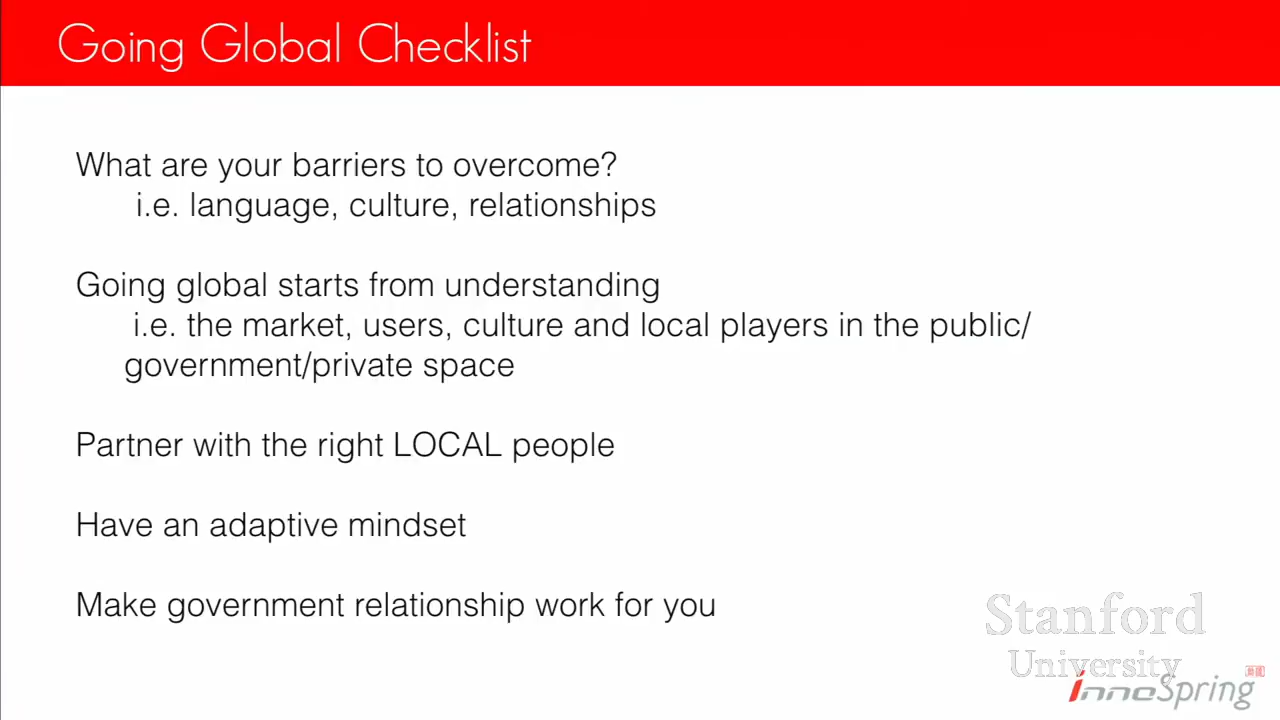 Going Global Checklist
What are your barriers to overcome?
i.e. language, culture, relationships
Going global starts from understanding
i.e. the market, users, culture and local players in the public/
government/private space
Partner with the right LOCAL people
Have an adaptive mindset
Make government relationship work for you
Stanford
University
innoSpring